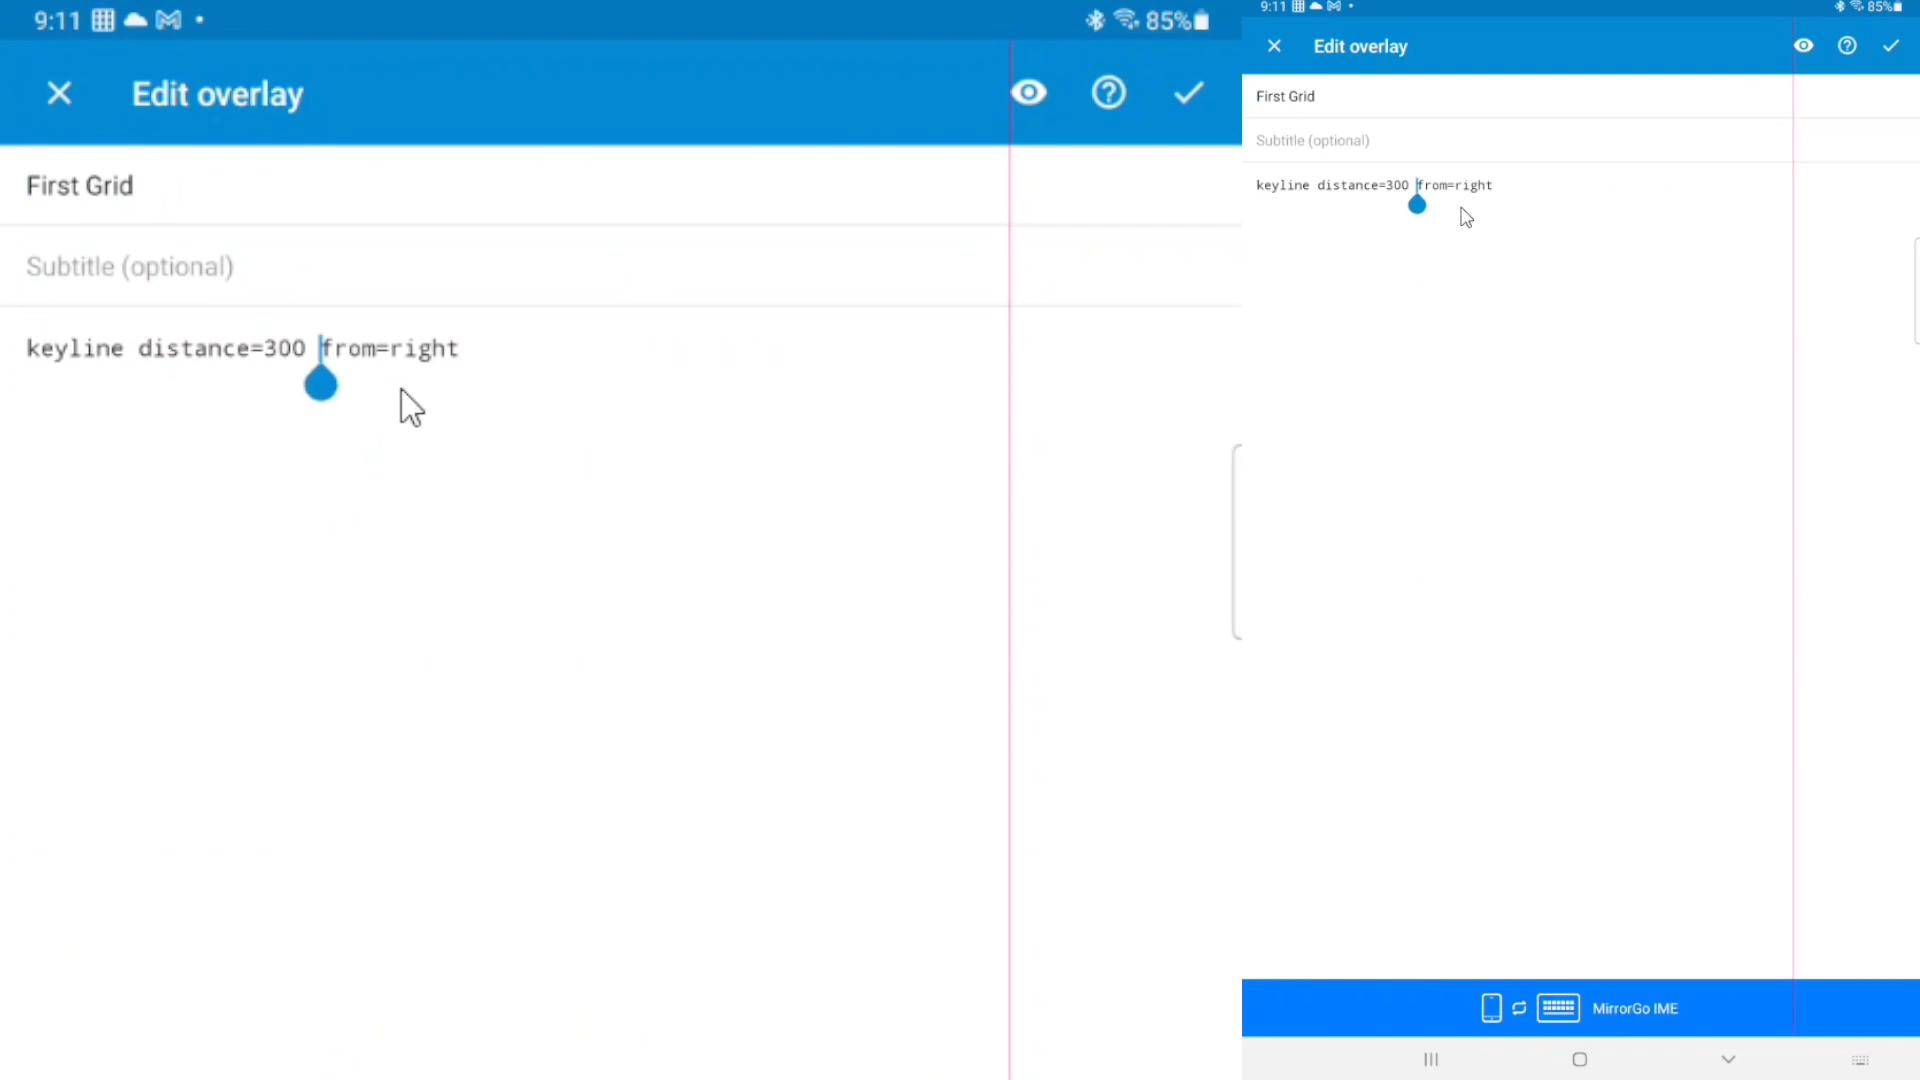 9:11
85%
Edit overlay
First Grid
Subtitle (optional)
keyline distance=300 from=right
9:11
85%
Edit overlay
First Grid
Subtitle (optional)
keyline distance=300 from=right
MirrorGo IME